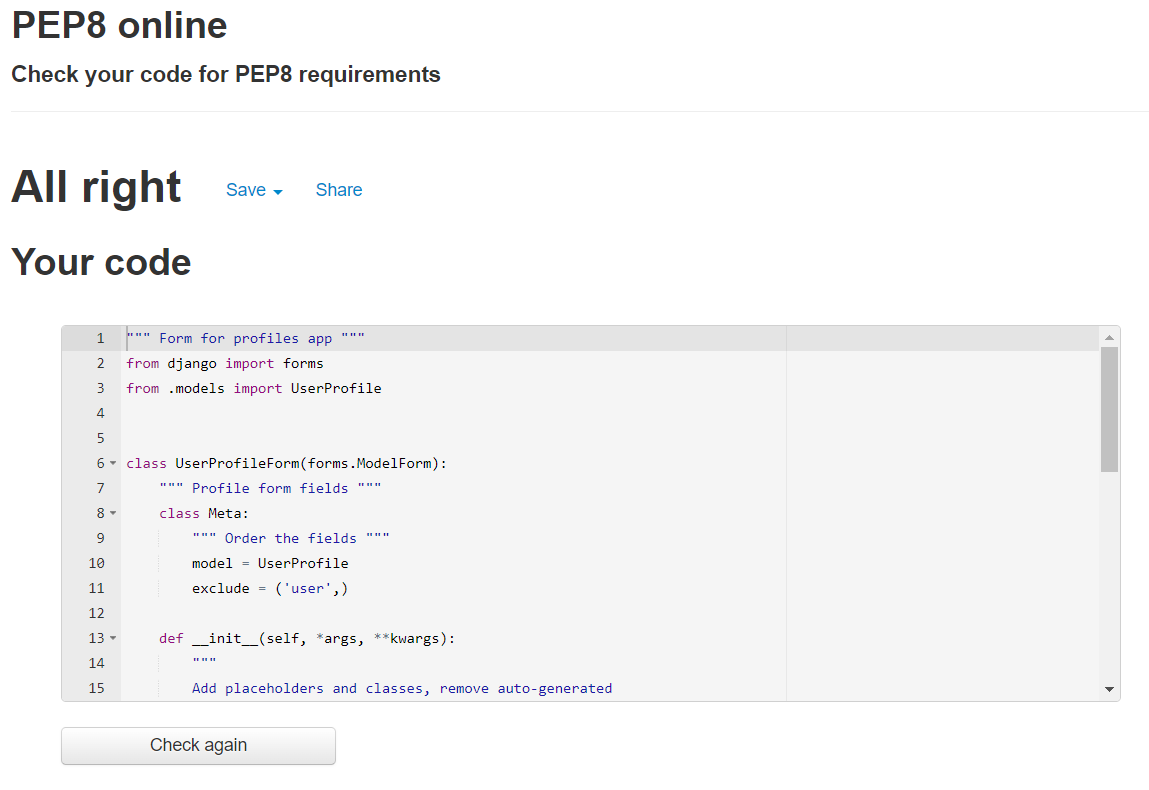 PEP8 online
Check your code for PEP8 requirements
All right Save Share
Your code
1 """ Form for profiles app """
2 from django import forms
3 from .models import UserProfile
4
5
6 class UserProfileForm(forms.ModelForm):
7     """ Profile form fields """
8     class Meta:
9         """ Order the fields """
10         model = UserProfile
11         exclude = ('user',)
12
13     def __init__(self, *args, **kwargs):
14         """
15         Add placeholders and classes, remove auto-generated
Check again